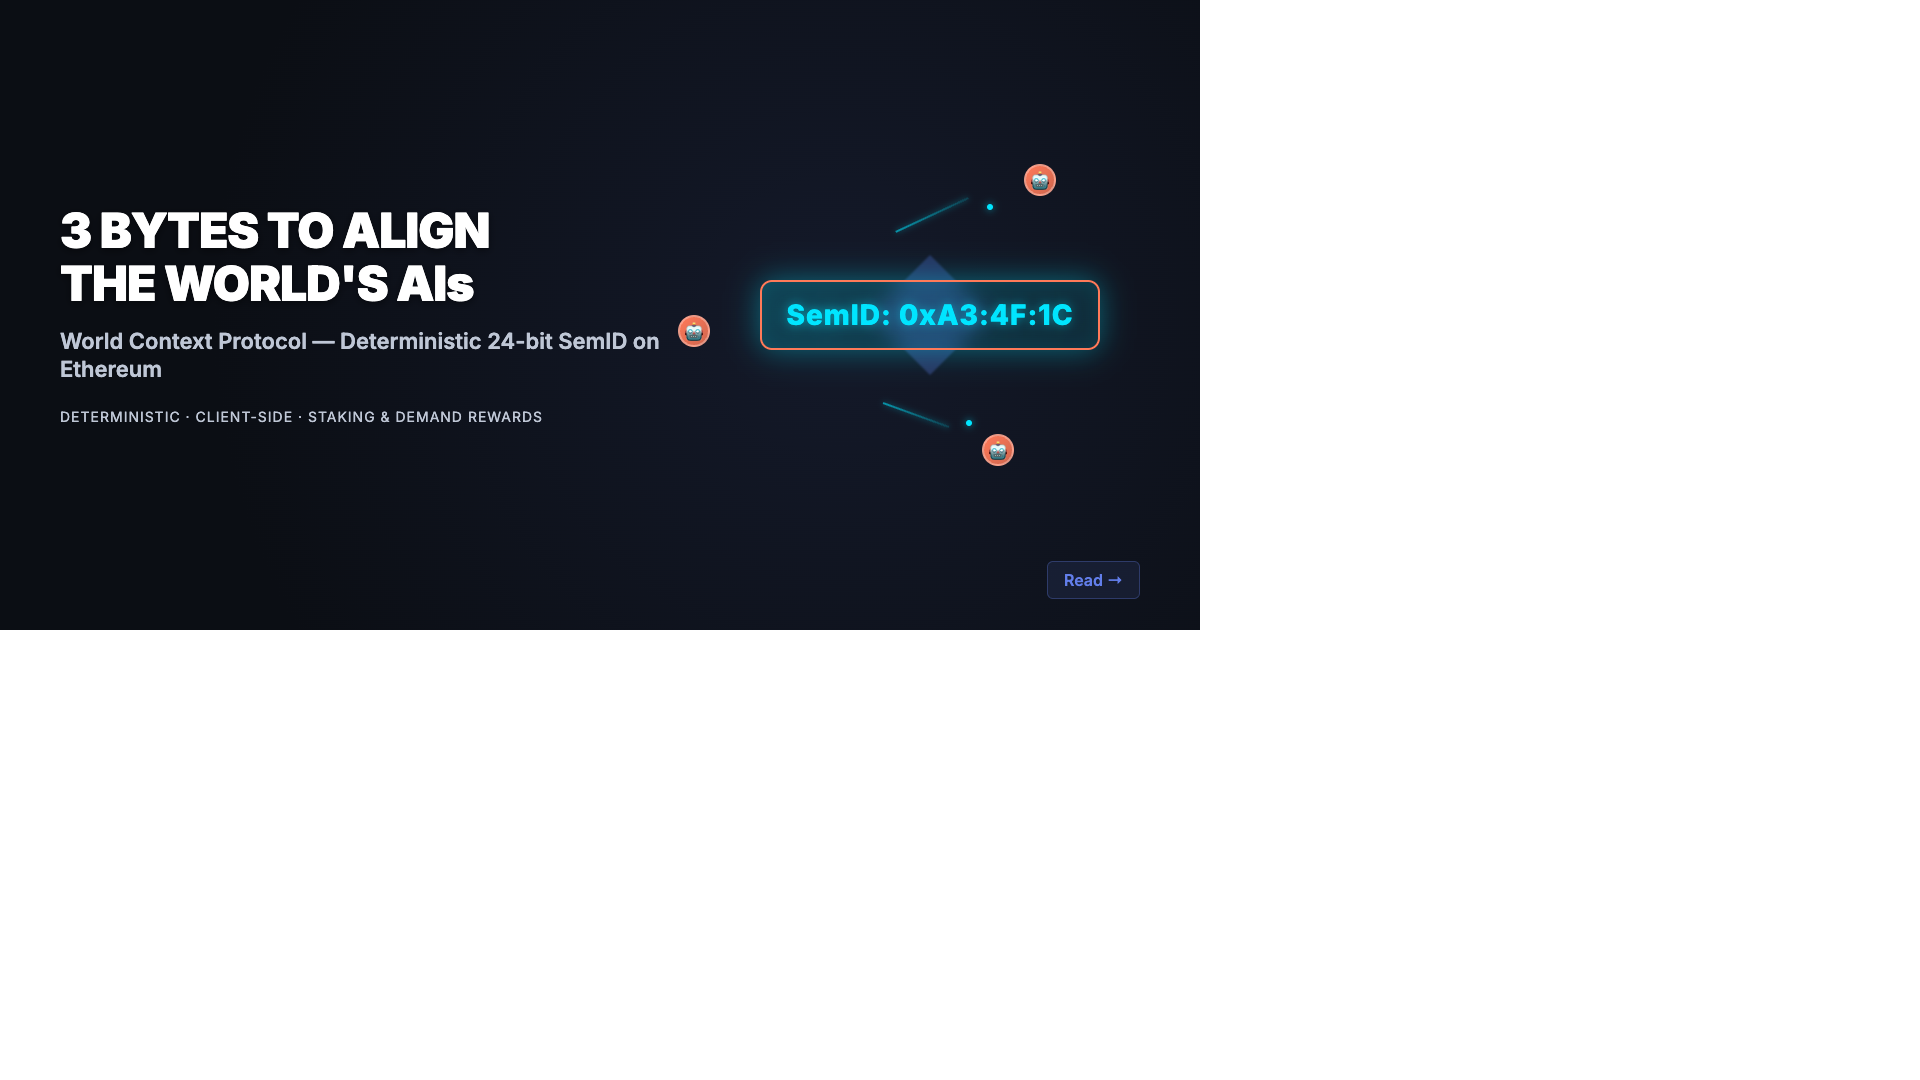 3 BYTES TO ALIGN
THE WORLD'S AIs
World Context Protocol — Deterministic 24-bit SemID on
Ethereum
DETERMINISTIC · CLIENT-SIDE · STAKING & DEMAND REWARDS
SemID: 0xA3:4F:1C
Read →